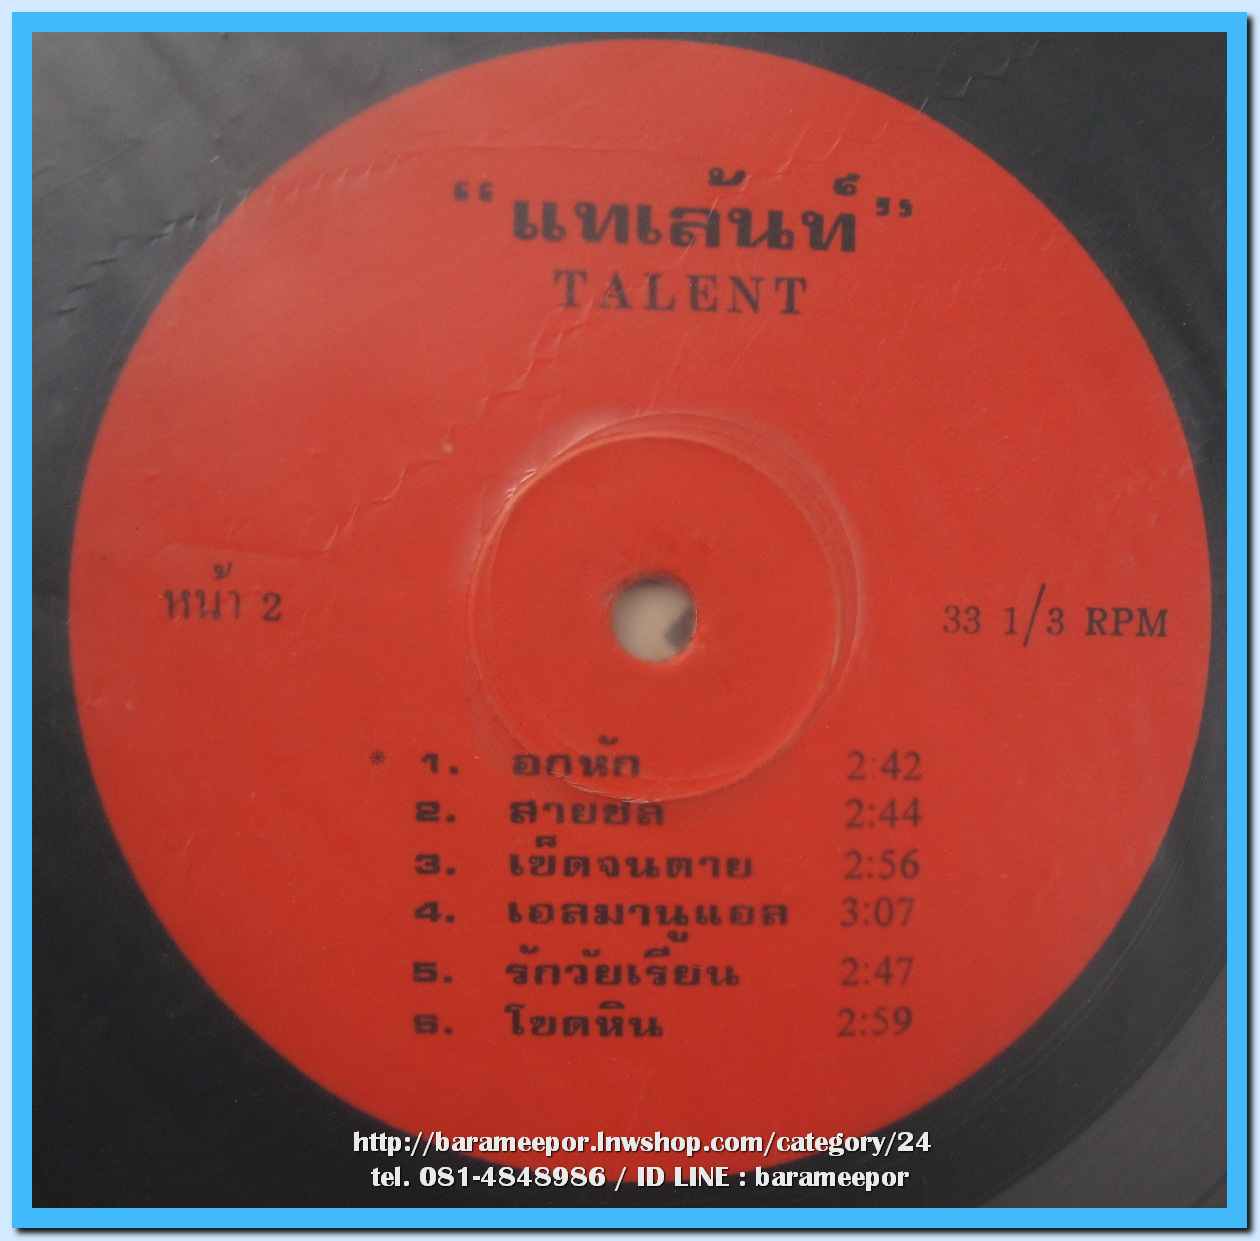 “แทเล้นท์”
TALENT
หน้า 2
33 1/3 RPM
* 1. อกหัก 2:42
2. สายชล 2:44
3. เข็ดจนตาย 2:56
4. เอลมานูแอล 3:07
5. รักวัยเรียน 2:47
6. โขดหิน 2:59
http://barameepor.lnwshop.com/category/24
tel. 081-4848986 / ID LINE : barameepor